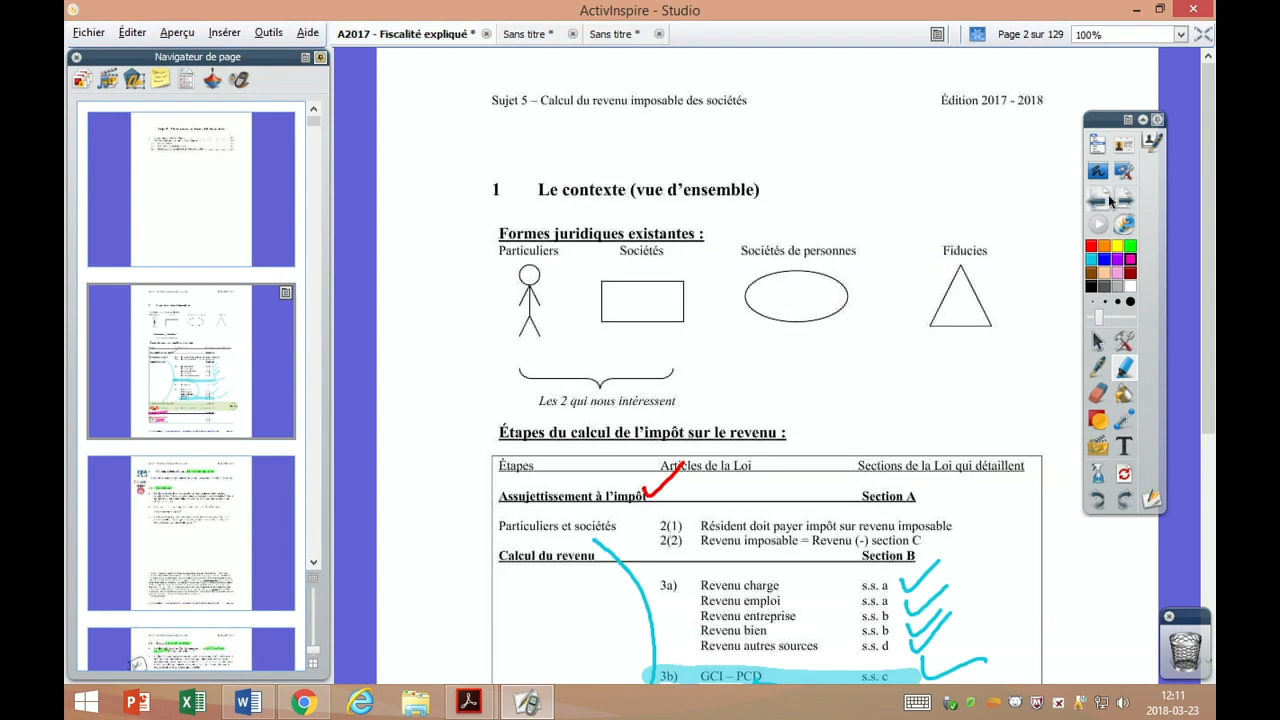 ActivInspire - Studio
Fichier Éditer Aperçu Insérer Outils Aide
A2017 - Fiscalité expliqué * Sans titre * Sans titre *
Page 2 sur 129 100%
Navigateur de page
Sujet 5 – Calcul du revenu imposable des sociétés Édition 2017 - 2018
1 Le contexte (vue d’ensemble)
Formes juridiques existantes :
Particuliers Sociétés Sociétés de personnes Fiducies
Les 2 qui nous intéressent
Étapes du calcul de l’impôt sur le revenu :
Étapes Articles de la Loi Sections de la Loi qui détaillent
Assujettissement à l’impôt Section A
Particuliers et sociétés 2(1) Résident doit payer impôt sur revenu imposable
2(2) Revenu imposable = Revenu (-) section C
Calcul du revenu Section B
3a) Revenu charge s.s. a
Revenu emploi s.s. a
Revenu entreprise s.s. b
Revenu bien s.s. b
Revenu autres sources s.s. d
3b) GCI – PCD s.s. c
12:11
2018-03-23